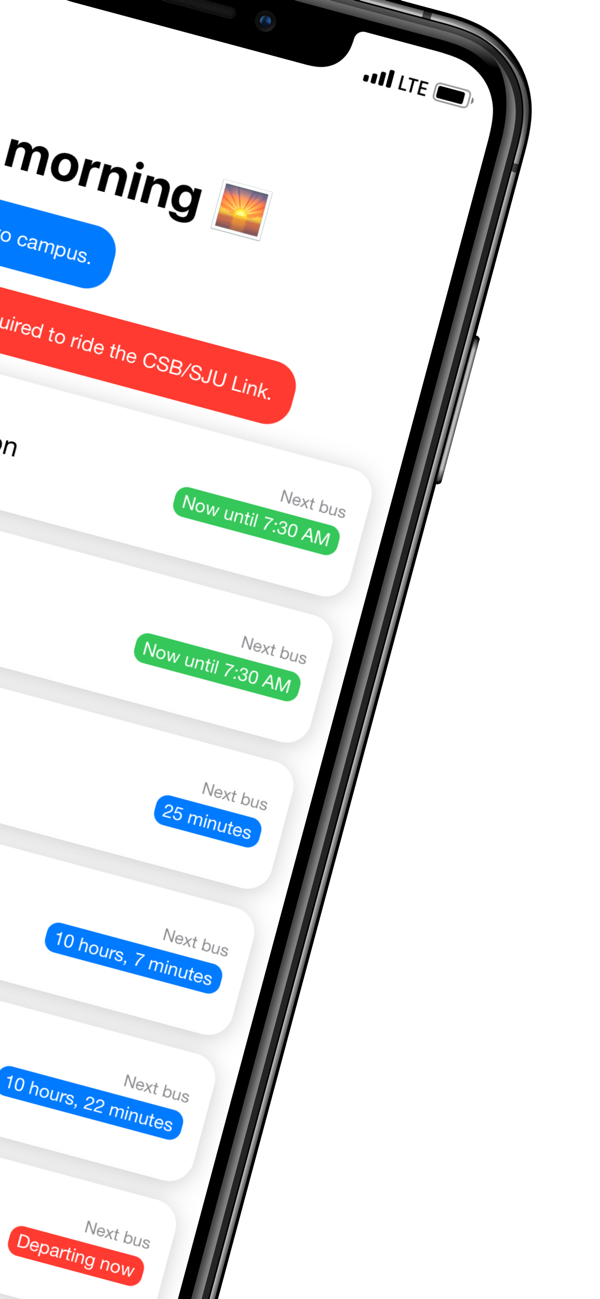 LTE
morning
campus.
to ride the CSB/SJU Link.
Next bus
Now until 7:30 AM
Next bus
Now until 7:30 AM
Next bus
25 minutes
Next bus
10 hours, 7 minutes
Next bus
10 hours, 22 minutes
Next bus
Departing now